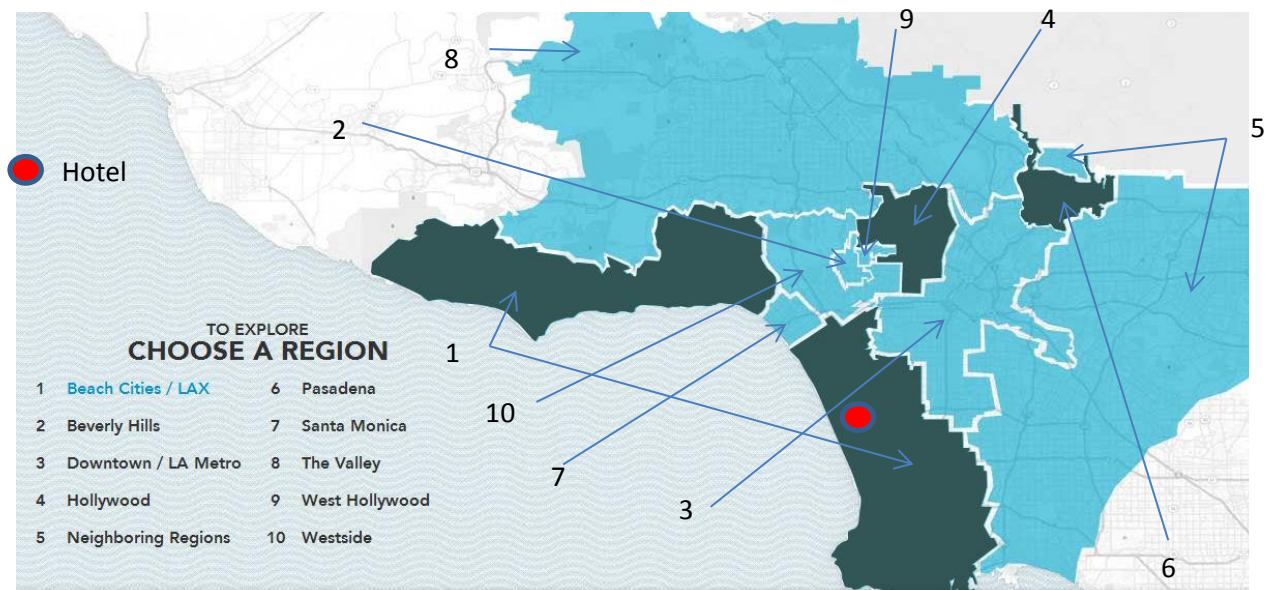 9
4
8
2
5
Hotel
TO EXPLORE
CHOOSE A REGION
1
1 Beach Cities / LAX 6 Pasadena
2 Beverly Hills 7 Santa Monica
10
3 Downtown / LA Metro 8 The Valley
7
4 Hollywood 9 West Hollywood
3
5 Neighboring Regions 10 Westside
6